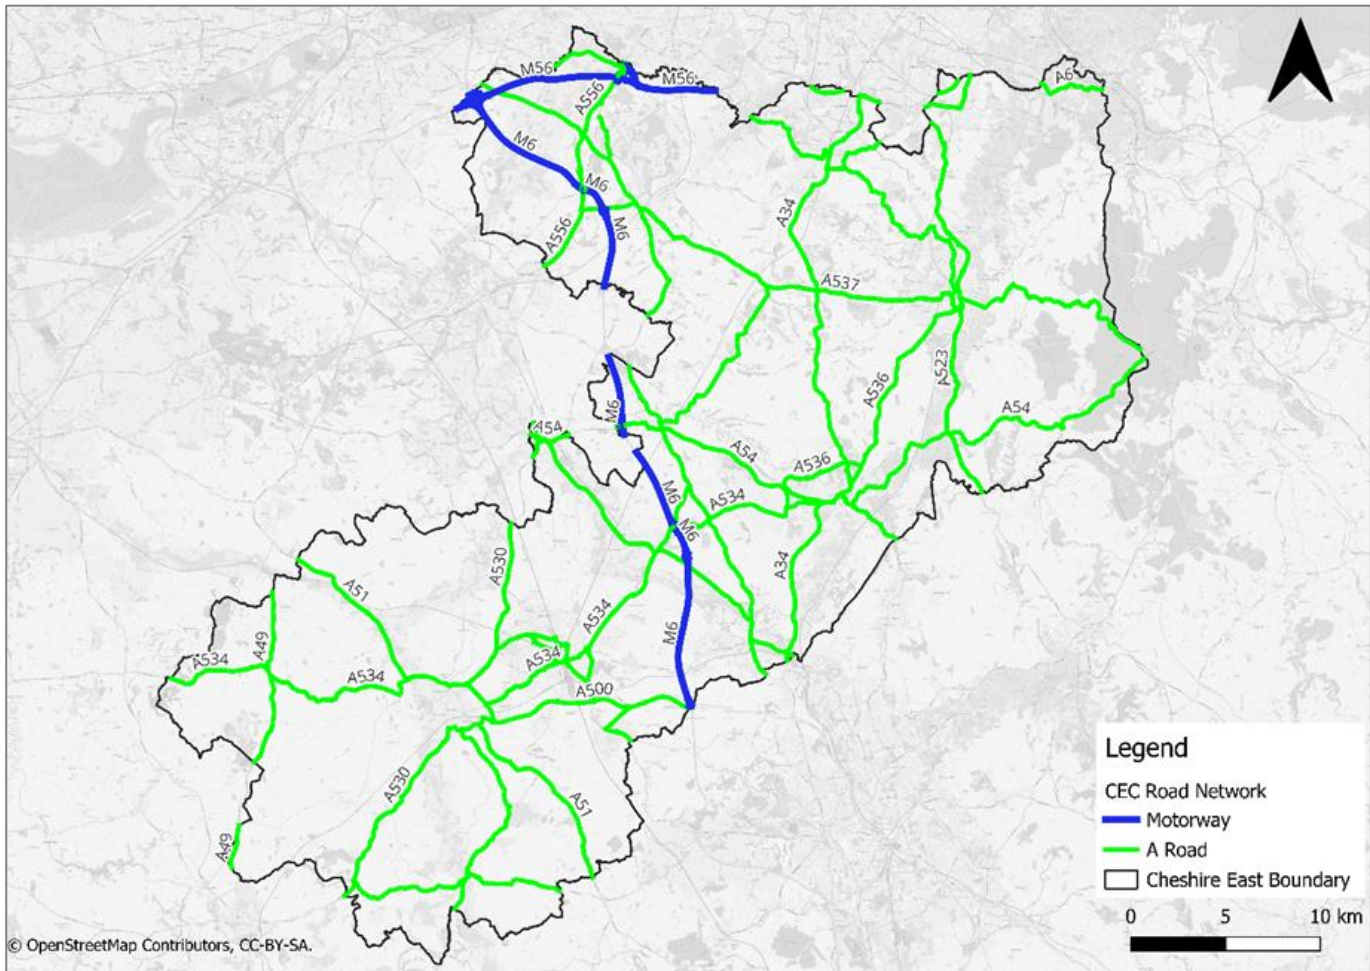 M56
M56
A6
A556
M6
M6
A34
M6
A556
A537
A536
A523
M6
A54
A54
A54
A536
M6
A534
M6
A530
A34
A51
A534
M6
A49
A534
A534
A534
A500
A530
A51
A49
Legend
CEC Road Network
Motorway
A Road
Cheshire East Boundary
0 5 10 km
© OpenStreetMap Contributors, CC-BY-SA.